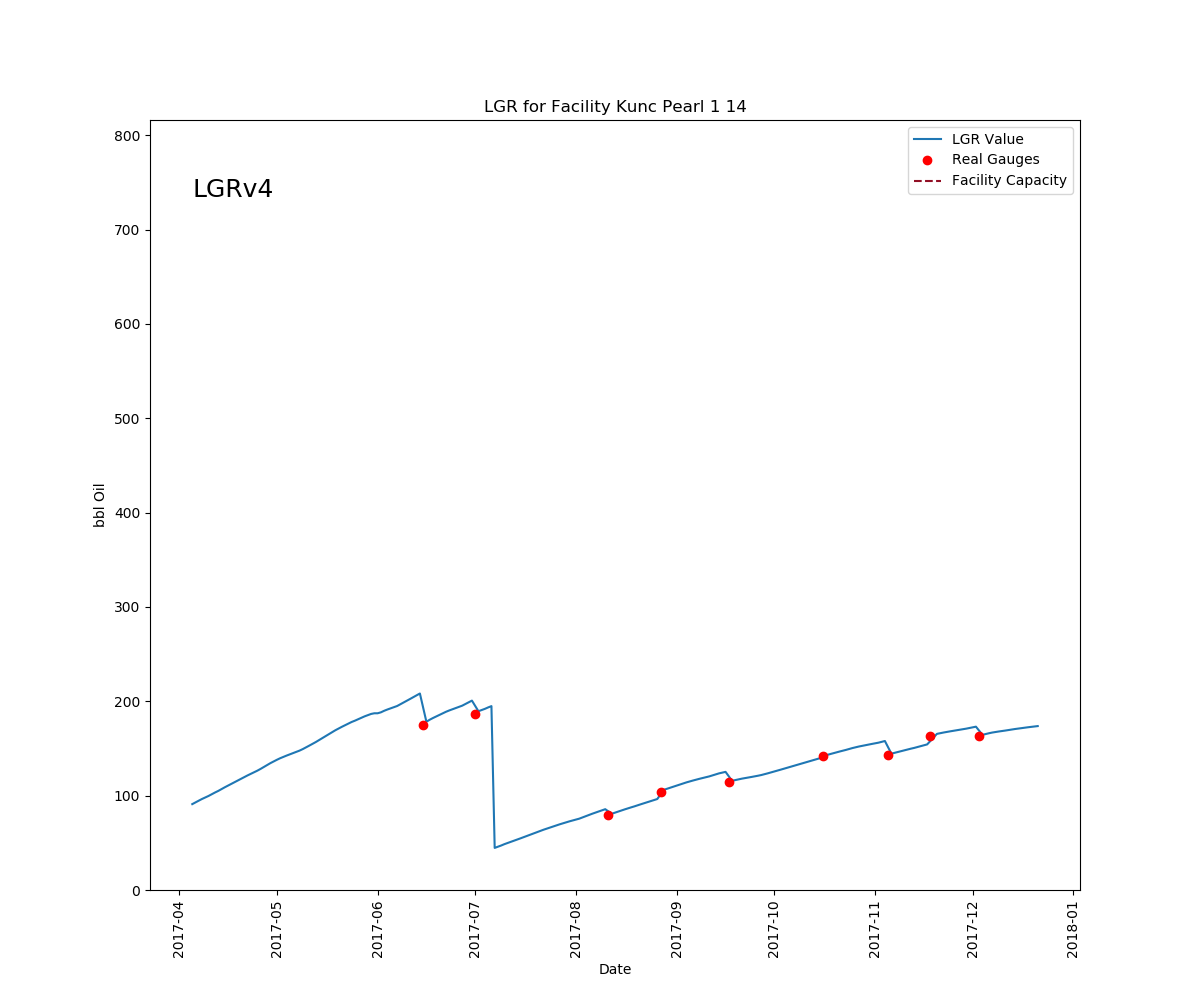 LGR for Facility Kunc Pearl 1 14
LGR Value
Real Gauges
Facility Capacity
LGRv4
bbl Oil
800
700
600
500
400
300
200
100
0
2017-04
2017-05
2017-06
2017-07
2017-08
2017-09
2017-10
2017-11
2017-12
2018-01
Date